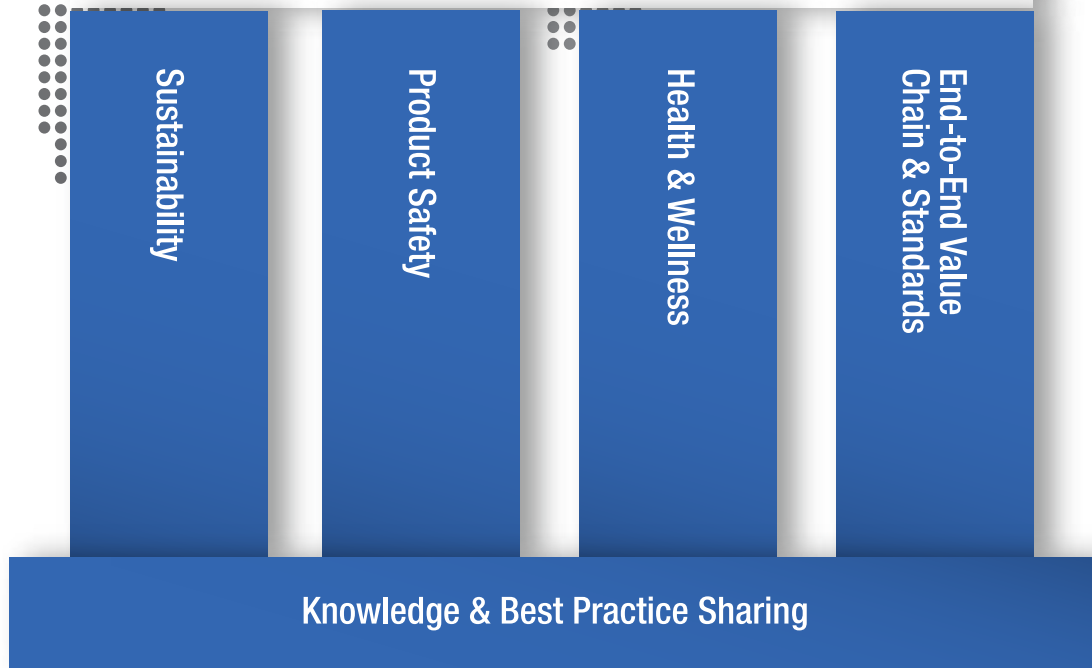 Sustainability
Product Safety
Health & Wellness
End-to-End Value
Chain & Standards
Knowledge & Best Practice Sharing